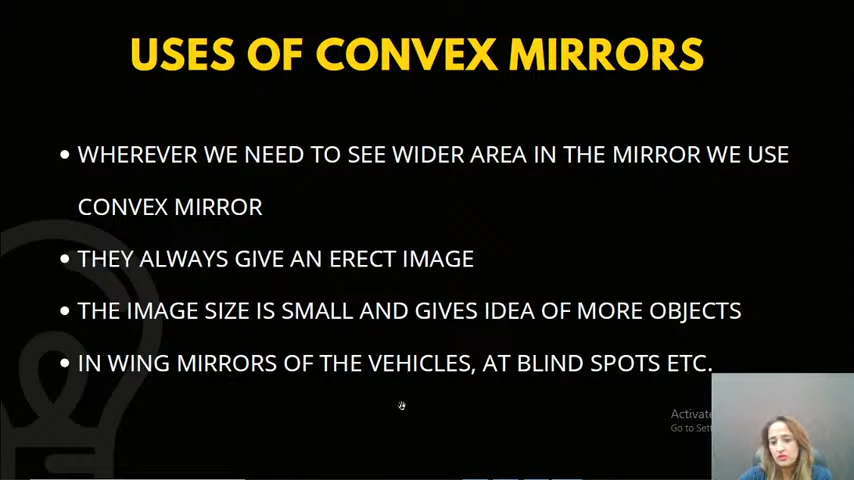 USES OF CONVEX MIRRORS
• WHEREVER WE NEED TO SEE WIDER AREA IN THE MIRROR WE USE
CONVEX MIRROR
• THEY ALWAYS GIVE AN ERECT IMAGE
• THE IMAGE SIZE IS SMALL AND GIVES IDEA OF MORE OBJECTS
• IN WING MIRRORS OF THE VEHICLES, AT BLIND SPOTS ETC.
Activate
Go to